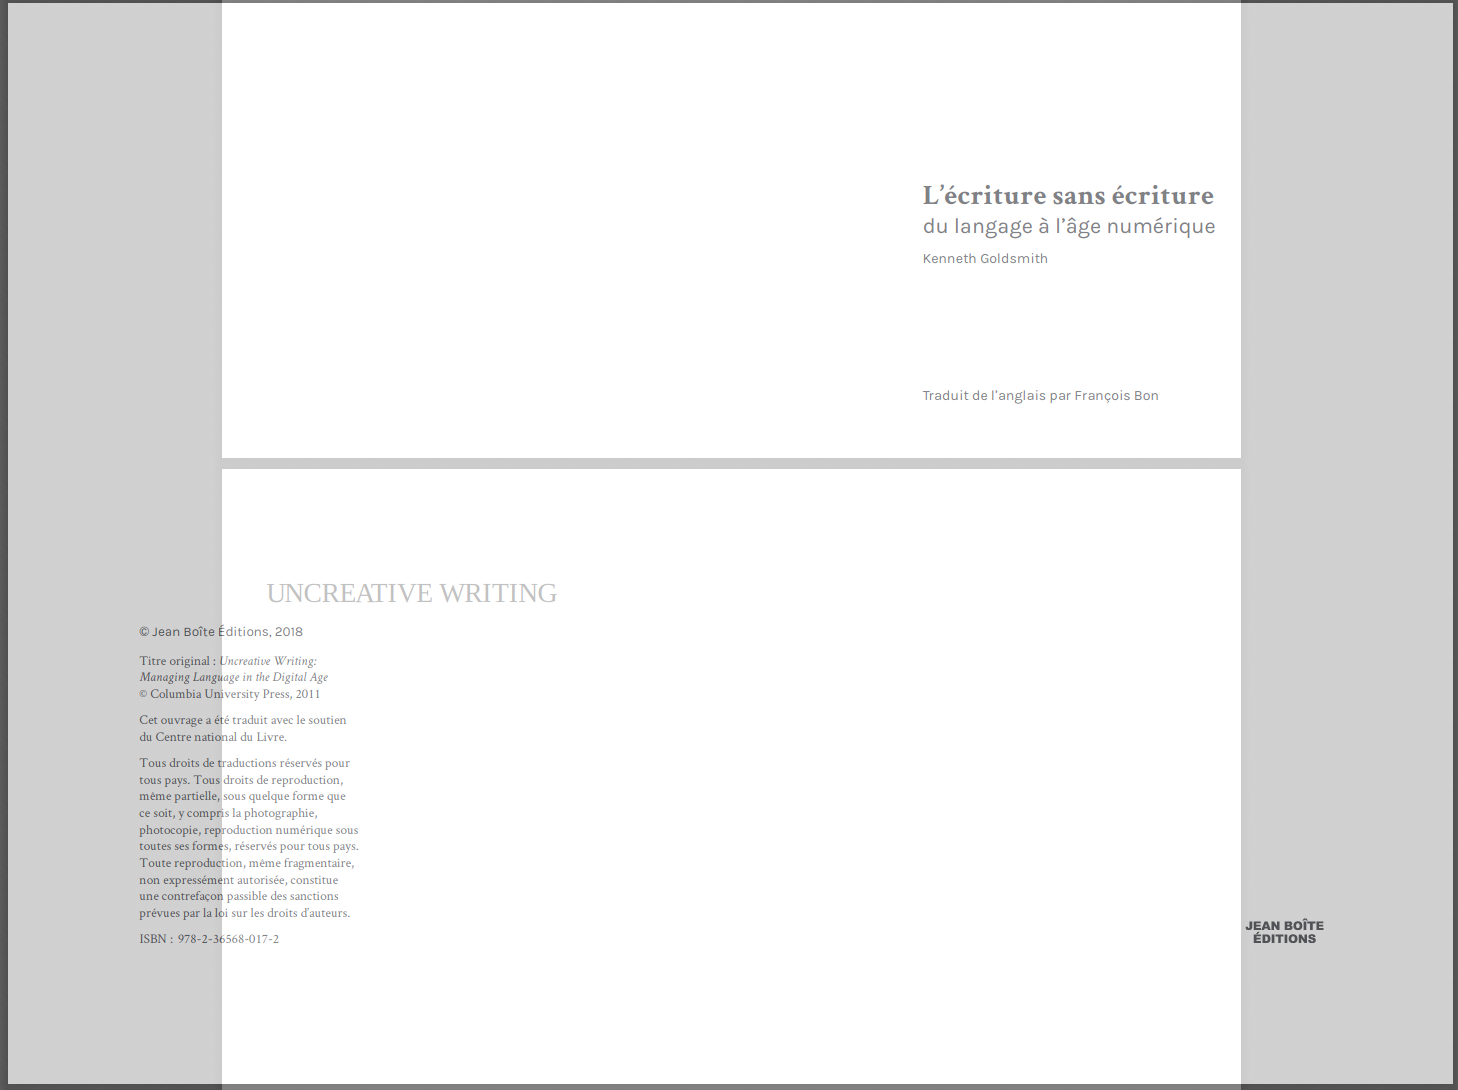 L’écriture sans écriture
du langage à l’âge numérique
Kenneth Goldsmith
Traduit de l’anglais par François Bon
UNCREATIVE WRITING
© Jean Boîte Éditions, 2018
Titre original : Uncreative Writing:
Managing Language in the Digital Age
© Columbia University Press, 2011
Cet ouvrage a été traduit avec le soutien
du Centre national du Livre.
Tous droits de traductions réservés pour
tous pays. Tous droits de reproduction,
même partielle, sous quelque forme que
ce soit, y compris la photographie,
photocopie, reproduction numérique sous
toutes ses formes, réservés pour tous pays.
Toute reproduction, même fragmentaire,
non expressément autorisée, constitue
une contrefaçon passible des sanctions
prévues par la loi sur les droits d’auteurs.
ISBN : 978-2-36568-017-2
JEAN BOÎTE
ÉDITIONS